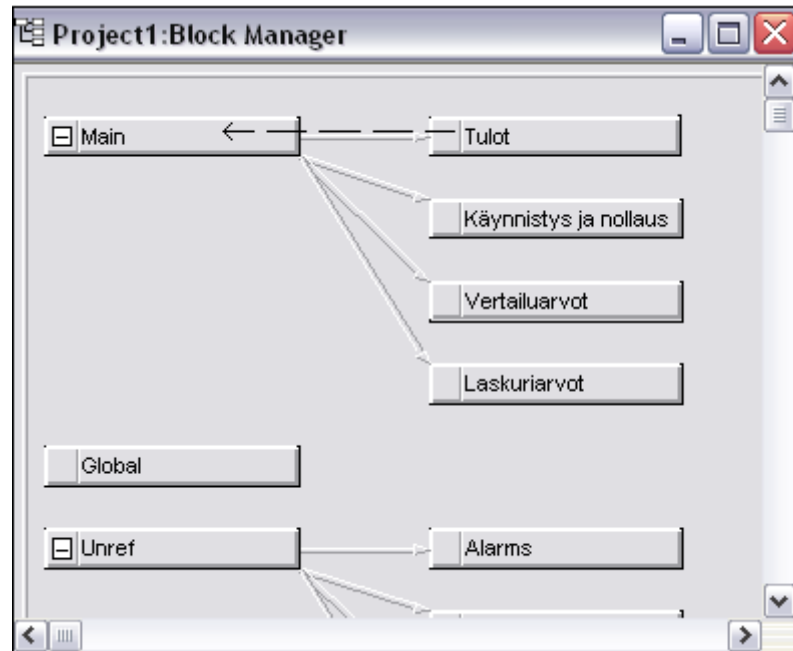 Project1:Block Manager
Main
Tulot
Käynnistys ja nollaus
Vertailuarvot
Laskuriarvot
Global
Unref
Alarms